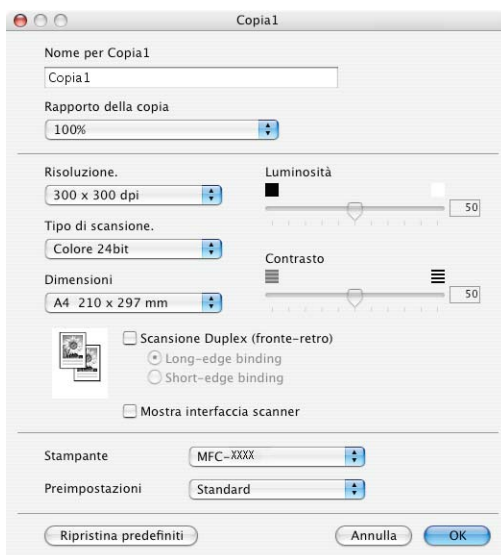 Copia1
Nome per Copia1
Copia1
Rapporto della copia
100%
Risoluzione.
300 x 300 dpi
Tipo di scansione.
Colore 24bit
Dimensioni
A4 210 x 297 mm
Luminosità
50
Contrasto
50
Scansione Duplex (fronte-retro)
Long-edge binding
Short-edge binding
Mostra interfaccia scanner
Stampante
MFC-XXXX
Preimpostazioni
Standard
Ripristina predefiniti
Annulla
OK